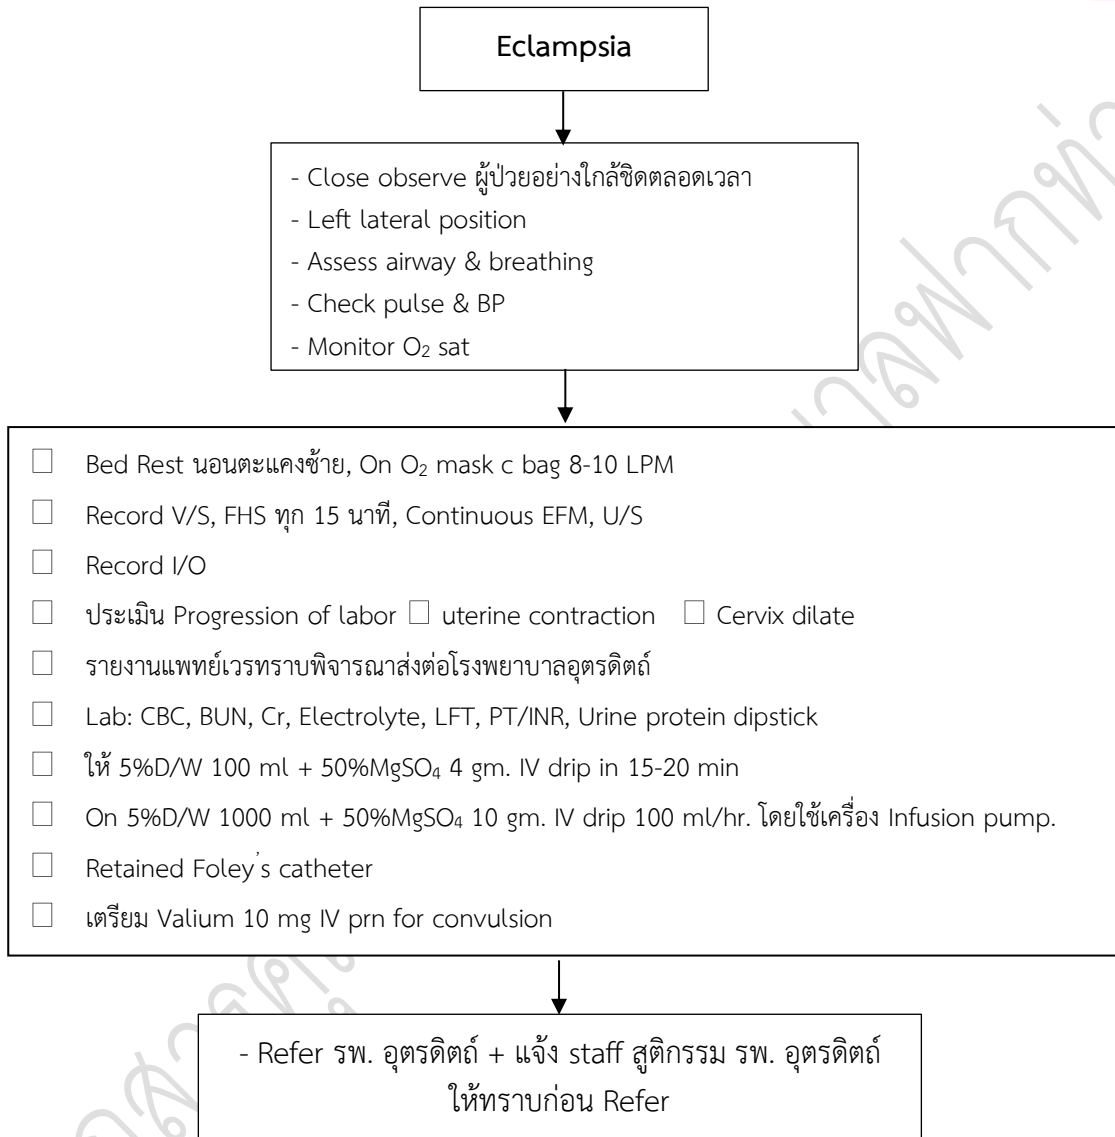 Eclampsia
- Close observe ผู้ป่วยอย่างใกล้ชิดตลอดเวลา
- Left lateral position
- Assess airway & breathing
- Check pulse & BP
- Monitor O₂ sat
☐ Bed Rest นอนตะแคงซ้าย, On O₂ mask c bag 8-10 LPM
☐ Record V/S, FHS ทุก 15 นาที, Continuous EFM, U/S
☐ Record I/O
☐ ประเมิน Progression of labor ☐ uterine contraction ☐ Cervix dilate
☐ รายงานแพทย์เวรทราบพิจารณาส่งต่อโรงพยาบาลอุตรดิตถ์
☐ Lab: CBC, BUN, Cr, Electrolyte, LFT, PT/INR, Urine protein dipstick
☐ ให้ 5%D/W 100 ml + 50%MgSO₄ 4 gm. IV drip in 15-20 min
☐ On 5%D/W 1000 ml + 50%MgSO₄ 10 gm. IV drip 100 ml/hr. โดยใช้เครื่อง Infusion pump.
☐ Retained Foley's catheter
☐ เตรียม Valium 10 mg IV prn for convulsion
- Refer รพ. อุตรดิตถ์ + แจ้ง staff สูติกรรม รพ. อุตรดิตถ์
ให้ทราบก่อน Refer